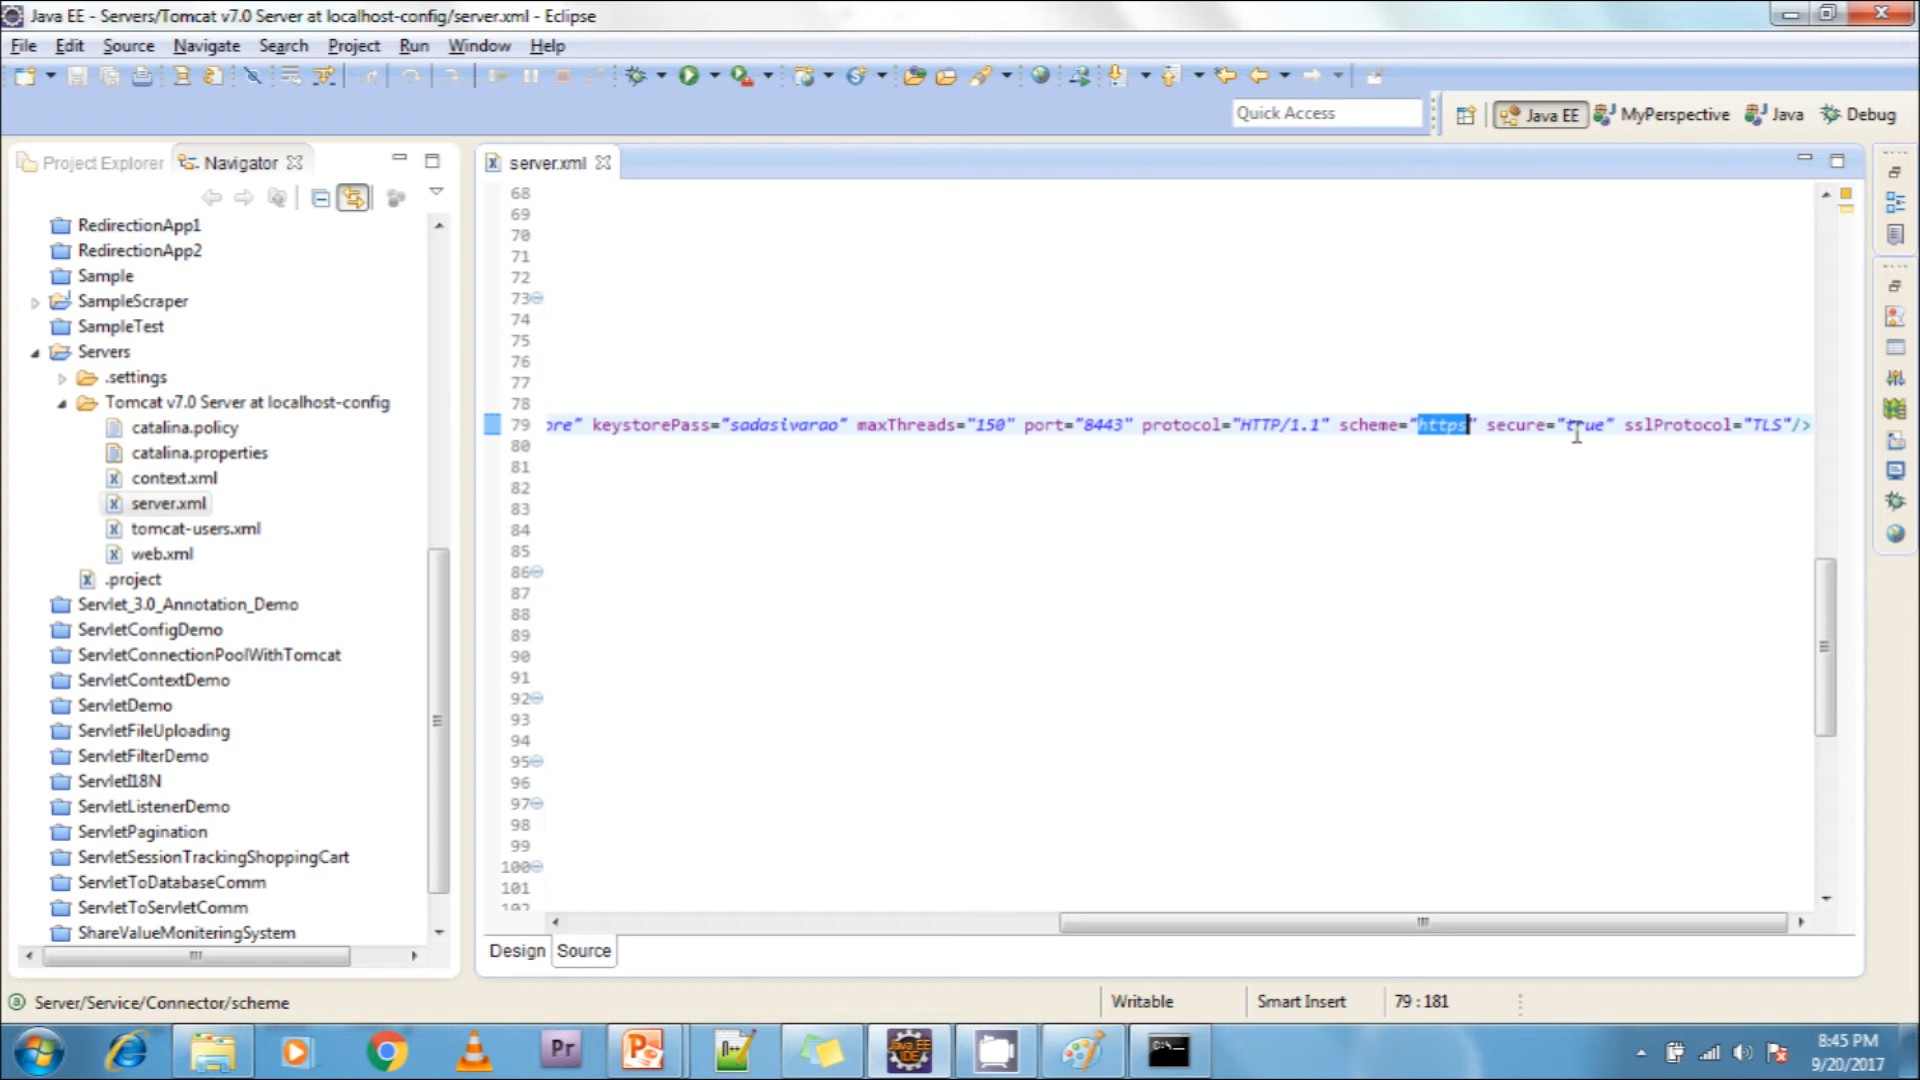 Java EE - Servers/Tomcat v7.0 Server at localhost-config/server.xml - Eclipse
File Edit Source Navigate Search Project Run Window Help
Quick Access
Java EE MyPerspective Java Debug
Project Explorer Navigator
RedirectionApp1
RedirectionApp2
Sample
SampleScraper
SampleTest
Servers
.settings
Tomcat v7.0 Server at localhost-config
catalina.policy
catalina.properties
context.xml
server.xml
tomcat-users.xml
web.xml
.project
Servlet_3.0_Annotation_Demo
ServletConfigDemo
ServletConnectionPoolWithTomcat
ServletContextDemo
ServletDemo
ServletFileUploading
ServletFilterDemo
ServletI18N
ServletListenerDemo
ServletPagination
ServletSessionTrackingShoppingCart
ServletToDatabaseComm
ServletToServletComm
ShareValueMoniteringSystem
server.xml
68
69
70
71
72
73
74
75
76
77
78
79 ore" keystorePass="sadasivarao" maxThreads="150" port="8443" protocol="HTTP/1.1" scheme="https" secure="true" sslProtocol="TLS"/>
80
81
82
83
84
85
86
87
88
89
90
91
92
93
94
95
96
97
98
99
100
101
102
Design Source
Server/Service/Connector/scheme
Writable Smart Insert 79 : 181
Pr
Java EE
IDE
C:\
8:45 PM
9/20/2017